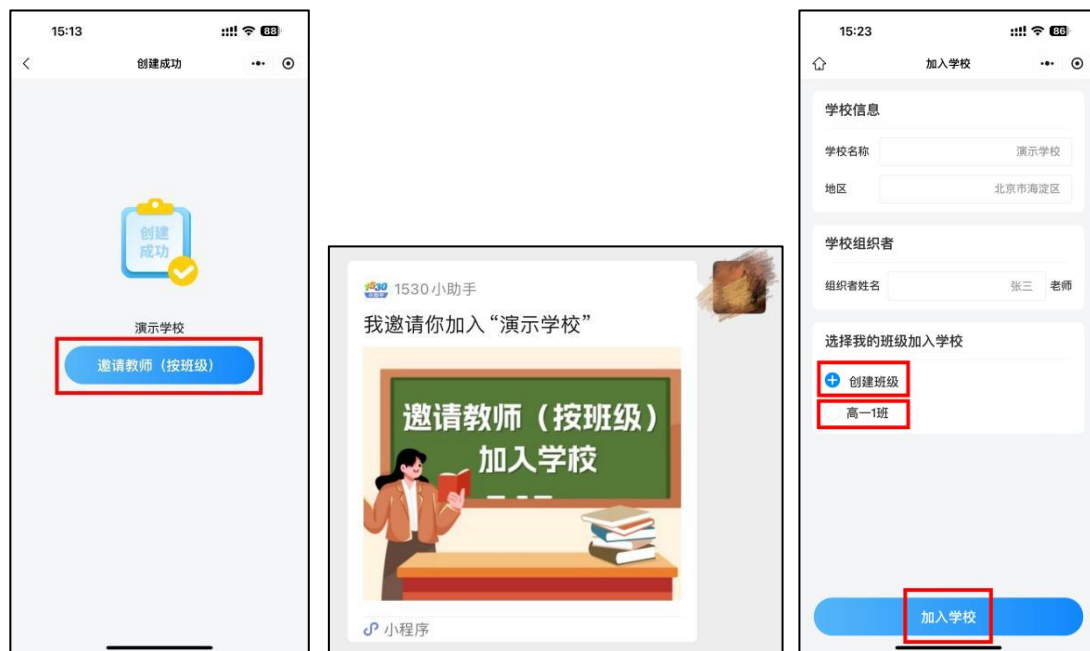 15:13
88
创建成功
创建
成功
演示学校
邀请教师（按班级）
1530
小助手
1530小助手
我邀请你加入“演示学校”
邀请教师（按班级）
加入学校
小程序
15:23
86
加入学校
学校信息
学校名称 演示学校
地区 北京市海淀区
学校组织者
组织者姓名 张三 老师
选择我的班级加入学校
创建班级
高一1班
加入学校